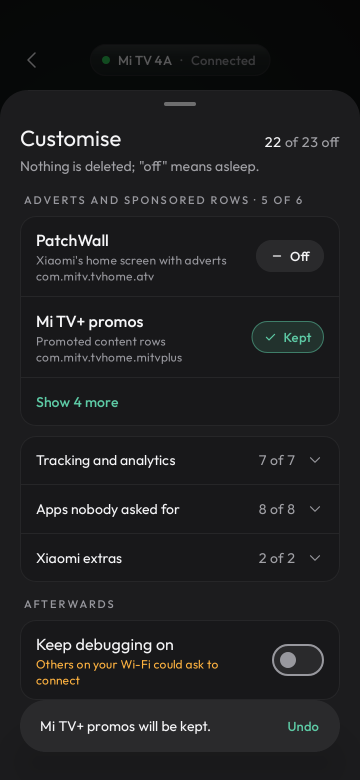 Mi TV 4A · Connected
Customise
22 of 23 off
Nothing is deleted; "off" means asleep.
ADVERTS AND SPONSORED ROWS · 5 OF 6
PatchWall
Xiaomi's home screen with adverts
com.mitv.tvhome.atv
Off
Mi TV+ promos
Promoted content rows
com.mitv.tvhome.mitvplus
Kept
Show 4 more
Tracking and analytics 7 of 7
Apps nobody asked for 8 of 8
Xiaomi extras 2 of 2
AFTERWARDS
Keep debugging on
Others on your Wi-Fi could ask to
connect
Mi TV+ promos will be kept. Undo